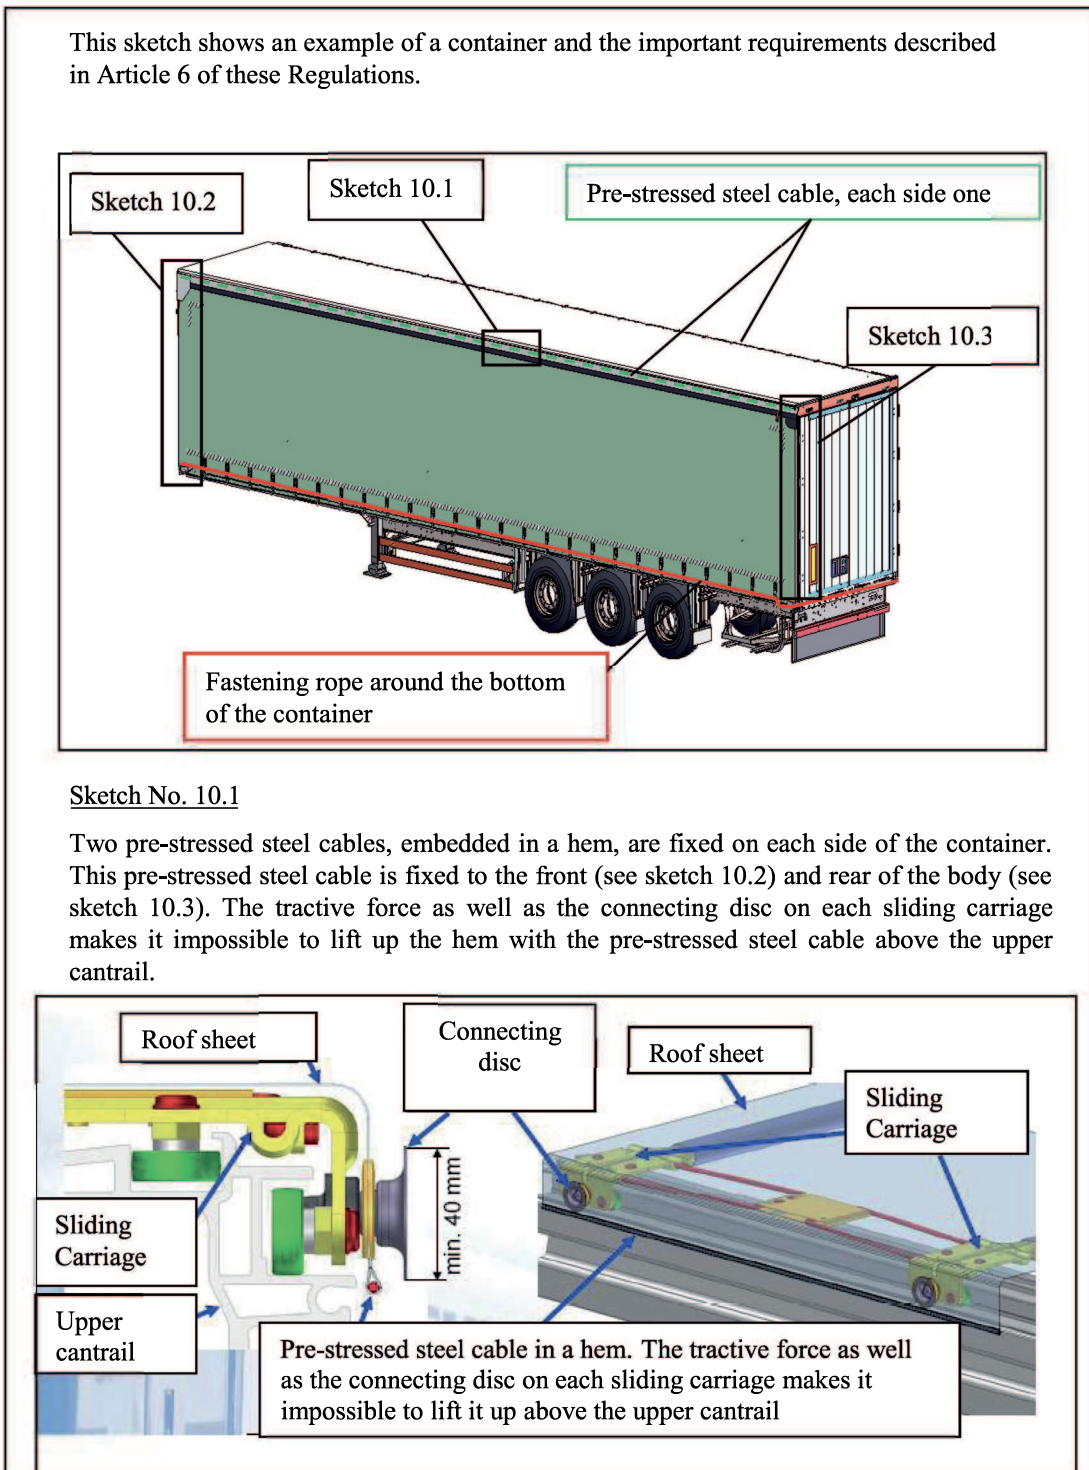 This sketch shows an example of a container and the important requirements described
in Article 6 of these Regulations.
Sketch 10.2
Sketch 10.1
Pre-stressed steel cable, each side one
Sketch 10.3
Fastening rope around the bottom
of the container
Sketch No. 10.1
Two pre-stressed steel cables, embedded in a hem, are fixed on each side of the container.
This pre-stressed steel cable is fixed to the front (see sketch 10.2) and rear of the body (see
sketch 10.3). The tractive force as well as the connecting disc on each sliding carriage
makes it impossible to lift up the hem with the pre-stressed steel cable above the upper
cantrail.
Roof sheet
Connecting
disc
Roof sheet
Sliding
Carriage
min. 40 mm
Sliding
Carriage
Upper
cantrail
Pre-stressed steel cable in a hem. The tractive force as well
as the connecting disc on each sliding carriage makes it
impossible to lift it up above the upper cantrail